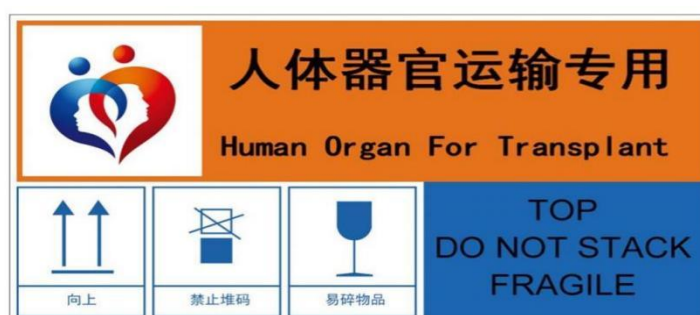 人体器官运输专用
Human Organ For Transplant
TOP
DO NOT STACK
FRAGILE
向上
禁止堆码
易碎物品